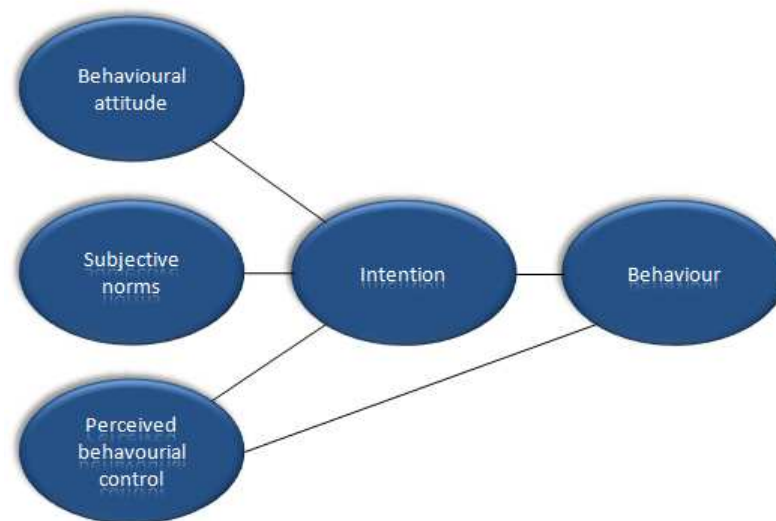 Behavioural
attitude
Subjective
norms
Intention
Behaviour
Perceived
behavourial
control